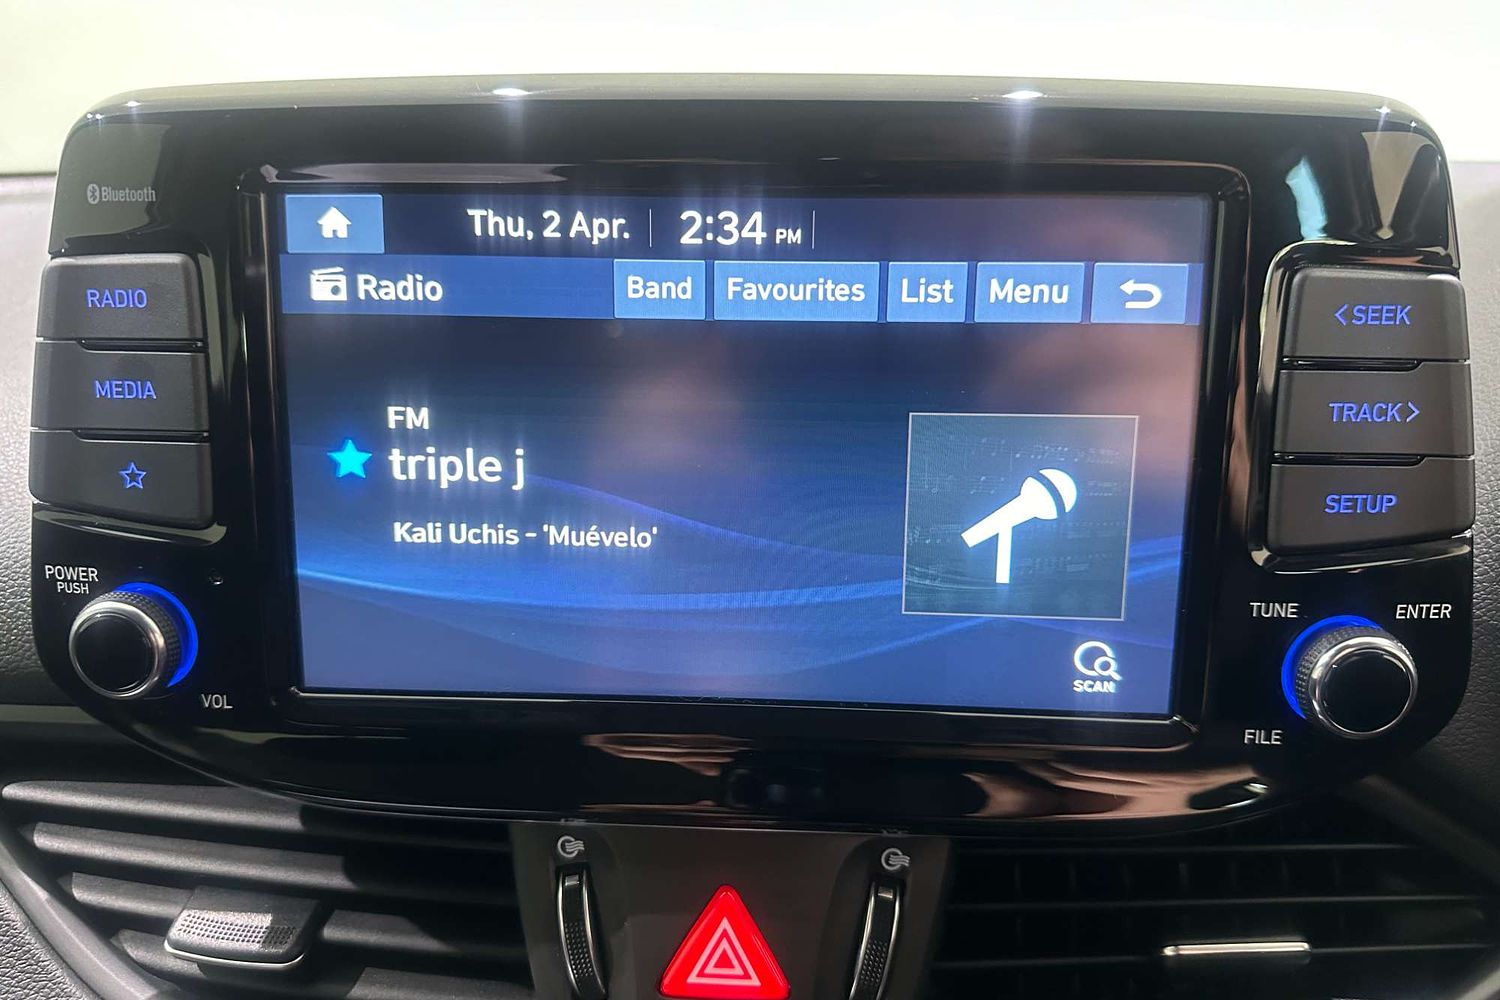 Bluetooth
Thu, 2 Apr. 2:34 PM
Radio Band Favourites List Menu
RADIO
MEDIA
FM
triple j
Kali Uchis - 'Muévelo'
SCAN
< SEEK
TRACK >
SETUP
POWER
PUSH
VOL
TUNE
ENTER
FILE